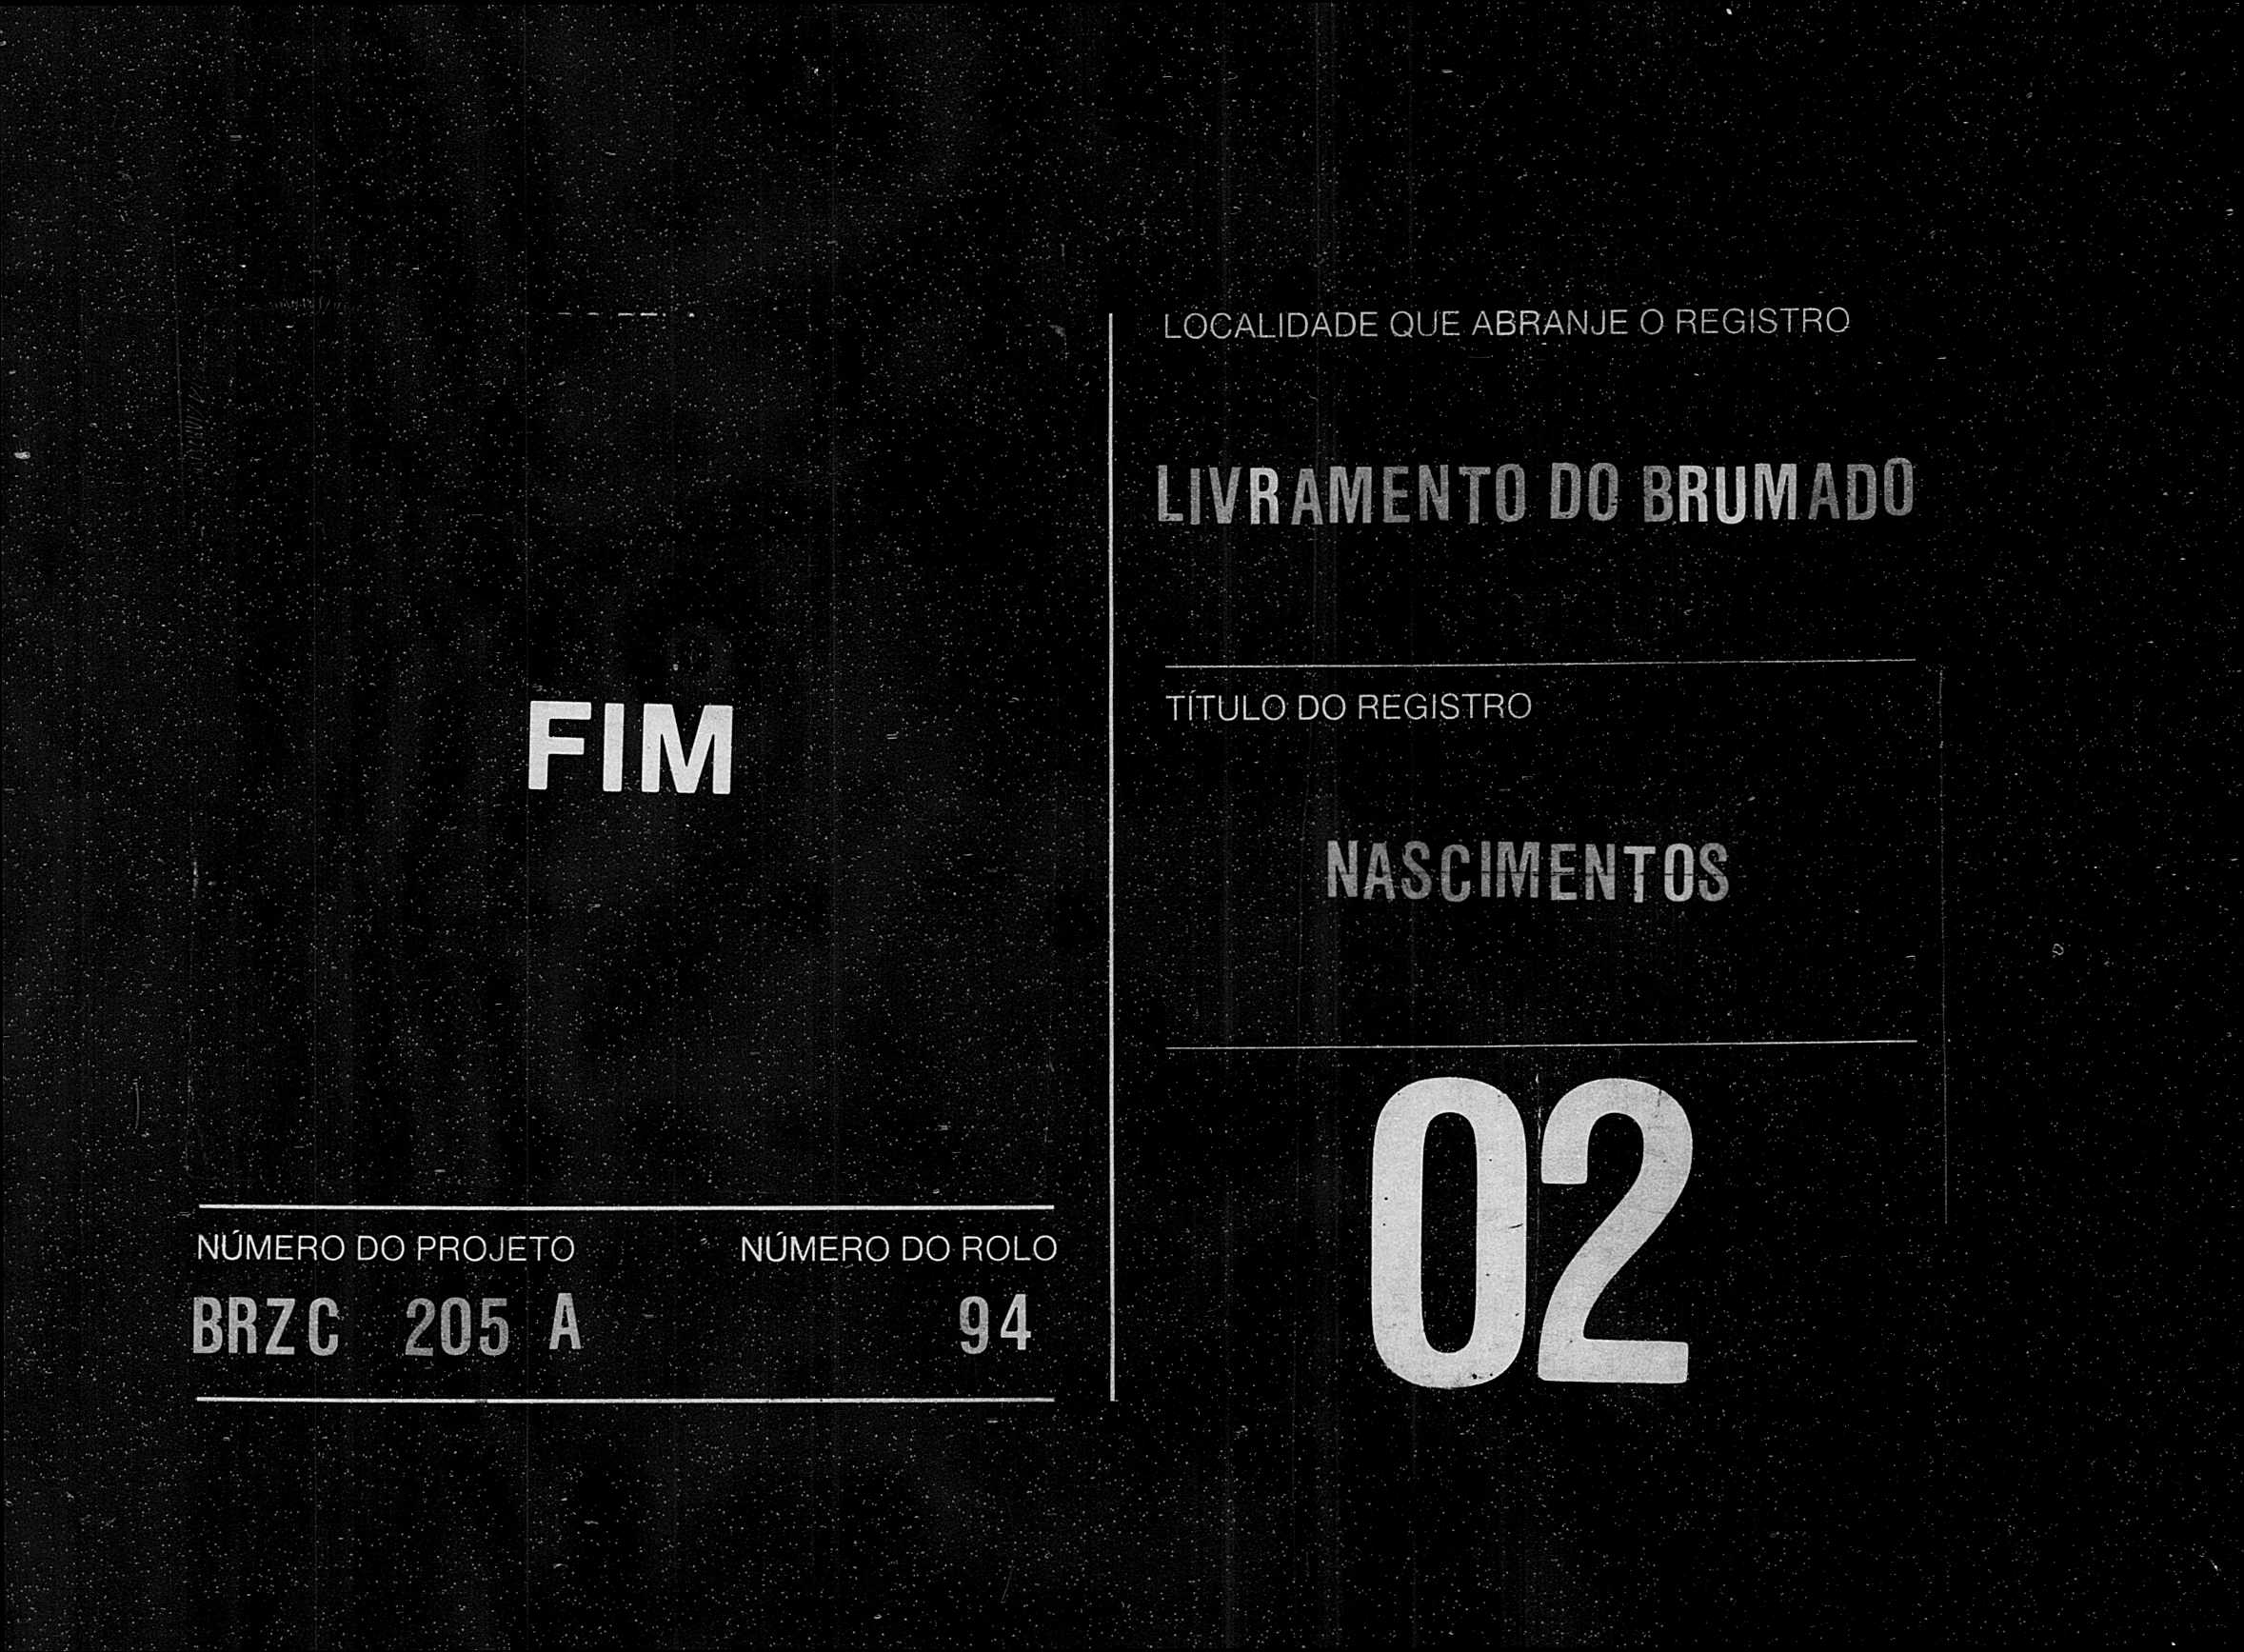 FIM
NÚMERO DO PROJETO
NÚMERO DO ROLO
BRZC 205 A
94
LOCALIDADE QUE ABRANJE O REGISTRO
LIVRAMENTO DO BRUMADO
TÍTULO DO REGISTRO
NASCIMENTOS
02